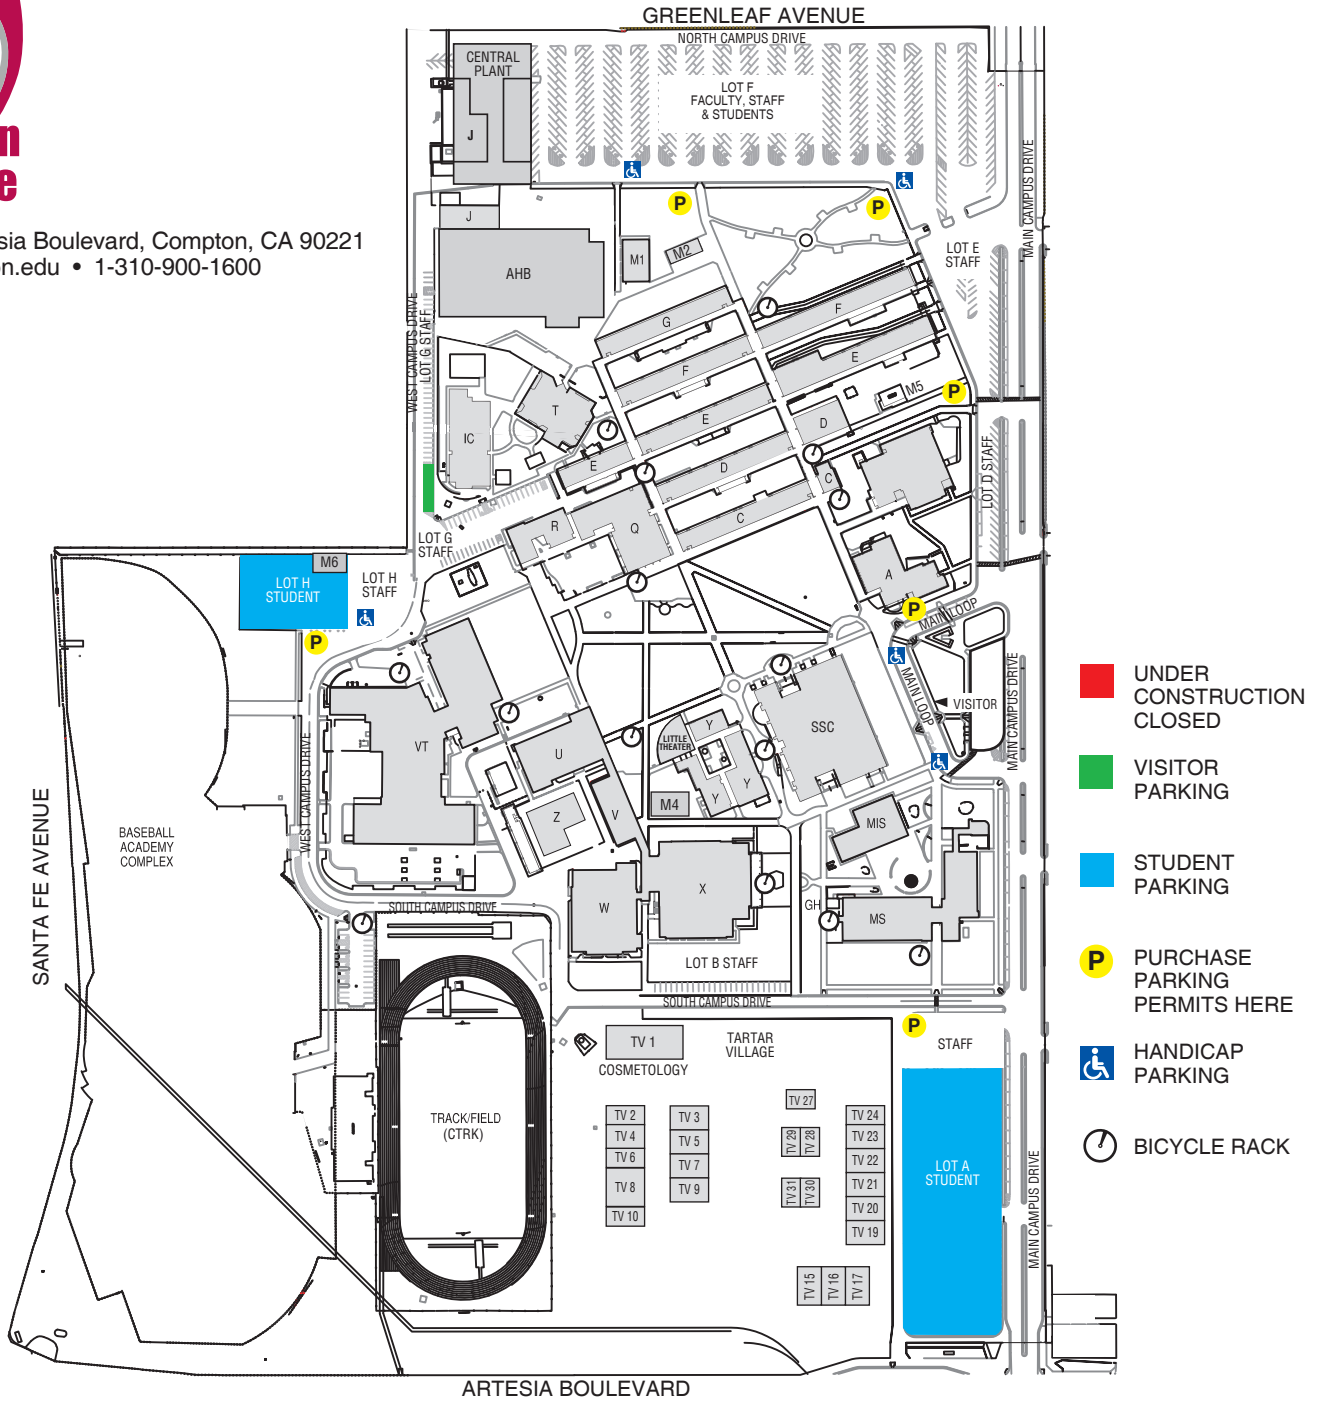 GREENLEAF AVENUE
NORTH CAMPUS DRIVE
CENTRAL
PLANT
J
LOT F
FACULTY, STAFF
& STUDENTS
n
e
sia Boulevard, Compton, CA 90221
on.edu • 1-310-900-1600
P
P
J
AHB
M1
M2
LOT E
STAFF
MAIN CAMPUS DRIVE
WEST CAMPUS DRIVE
LOT G STAFF
G
F
F
E
E
D
M5
P
T
IC
E
D
C
C
LOT D STAFF
R
Q
A
LOT G
STAFF
M6
LOT H
STUDENT
LOT H
STAFF
P
P
MAIN LOOP
MAIN LOOP
VISITOR
MAIN CAMPUS DRIVE
VT
U
Z
V
LITTLE
THEATER
Y
Y
Y
SSC
M4
MIS
MS
GH
W
X
LOT B STAFF
WEST CAMPUS DRIVE
SOUTH CAMPUS DRIVE
SOUTH CAMPUS DRIVE
SANTA FE AVENUE
BASEBALL
ACADEMY
COMPLEX
UNDER
CONSTRUCTION
CLOSED
VISITOR
PARKING
STUDENT
PARKING
P
PURCHASE
PARKING
PERMITS HERE
HANDICAP
PARKING
BICYCLE RACK
P
STAFF
TV 1
COSMETOLOGY
TARTAR
VILLAGE
TRACK/FIELD
(CTRK)
TV 2
TV 4
TV 6
TV 8
TV 10
TV 3
TV 5
TV 7
TV 9
TV 27
TV 29
TV 28
TV 31
TV 30
TV 24
TV 23
TV 22
TV 21
TV 20
TV 19
TV 15
TV 16
TV 17
LOT A
STUDENT
MAIN CAMPUS DRIVE
ARTESIA BOULEVARD